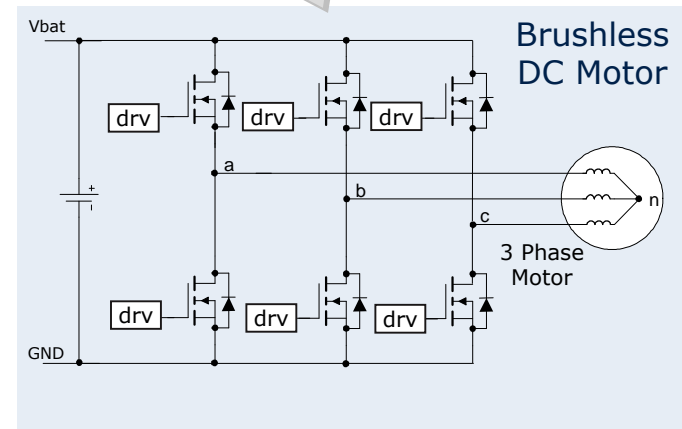 Vbat
Brushless
DC Motor
drv
drv
drv
a
b
c
n
+
-
3 Phase
Motor
drv
drv
drv
GND